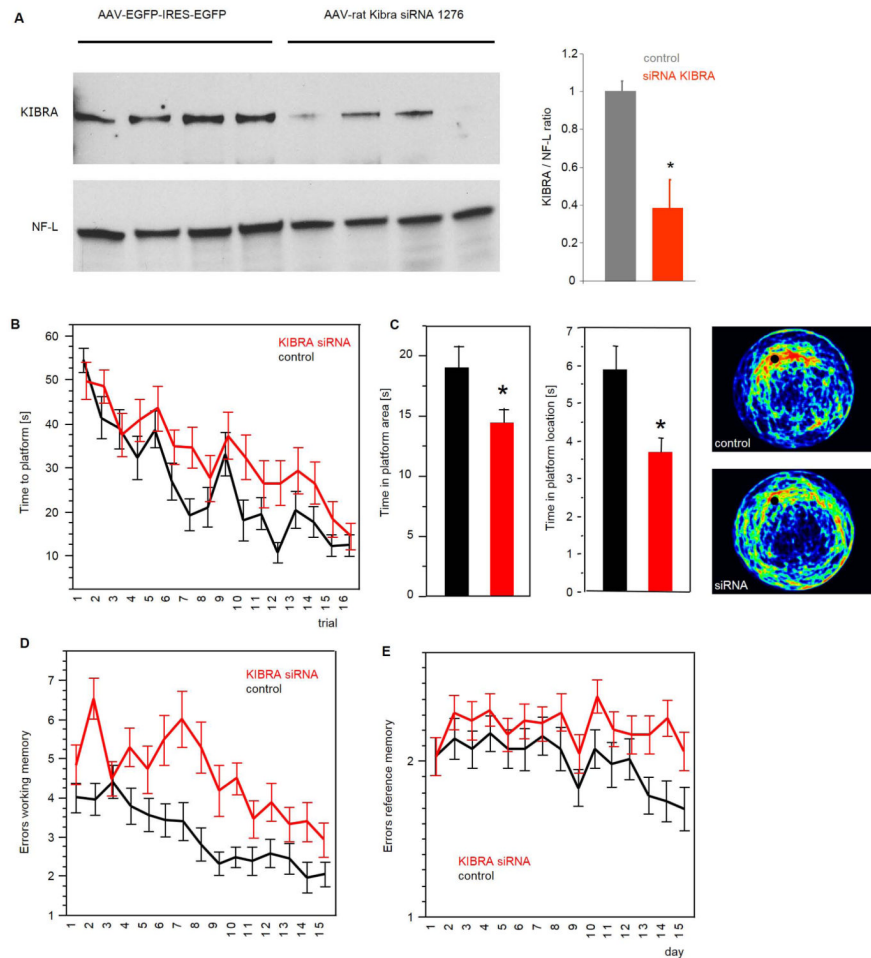 A
AAV-EGFP-IRES-EGFP
AAV-rat Kibra siRNA 1276
KIBRA
NF-L
control
siRNA KIBRA
KIBRA / NF-L ratio
1.2
1
0.8
0.6
0.4
0.2
0
*
B
KIBRA siRNA
control
Time to platform [s]
60
50
40
30
20
10
1 2 3 4 5 6 7 8 9 10 11 12 13 14 15 16
trial
C
Time in platform area [s]
20
15
10
5
0
*
Time in platform location [s]
7
6
5
4
3
2
1
0
*
control
siRNA
D
KIBRA siRNA
control
Errors working memory
7
6
5
4
3
2
1
1 2 3 4 5 6 7 8 9 10 11 12 13 14 15
E
Errors reference memory
2
1
KIBRA siRNA
control
1 2 3 4 5 6 7 8 9 10 11 12 13 14 15
day